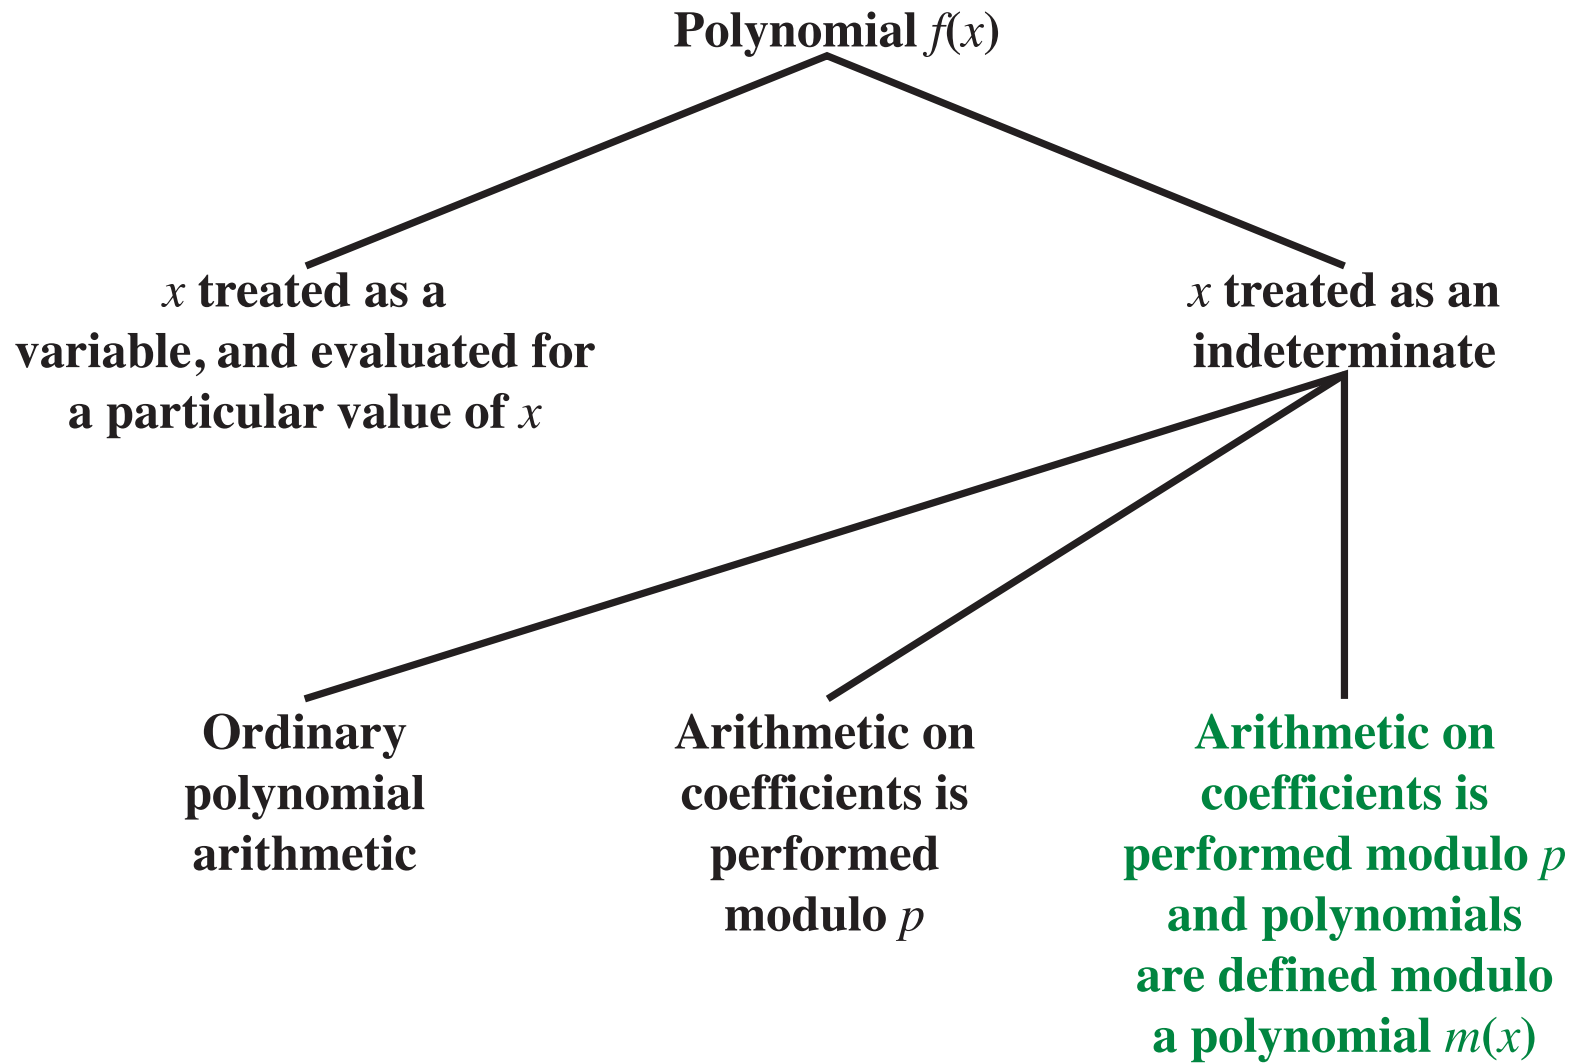 Polynomial f(x)
x treated as a
variable, and evaluated for
a particular value of x
x treated as an
indeterminate
Ordinary
polynomial
arithmetic
Arithmetic on
coefficients is
performed
modulo p
Arithmetic on
coefficients is
performed modulo p
and polynomials
are defined modulo
a polynomial m(x)